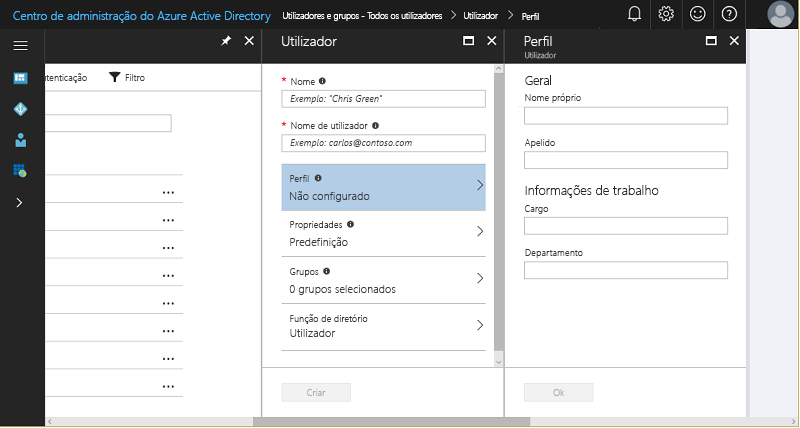 Centro de administração do Azure Active Directory
Utilizadores e grupos - Todos os utilizadores > Utilizador > Perfil
utenticação
Filtro
Utilizador
* Nome
Exemplo: "Chris Green"
* Nome de utilizador
Exemplo: carlos@contoso.com
Perfil
Não configurado
Propriedades
Predefinição
Grupos
0 grupos selecionados
Função de diretório
Utilizador
Criar
Perfil
Utilizador
Geral
Nome próprio
Apelido
Informações de trabalho
Cargo
Departamento
Ok